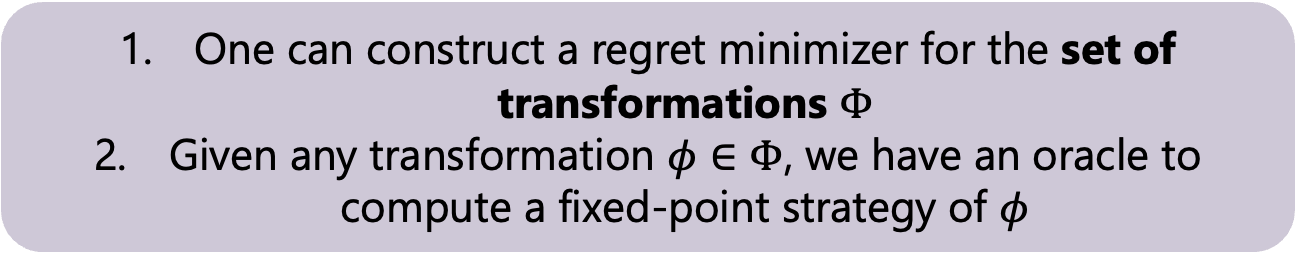 1. One can construct a regret minimizer for the set of
transformations Φ
2. Given any transformation 𝜙 ∈ Φ, we have an oracle to
compute a fixed-point strategy of 𝜙